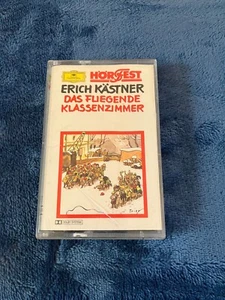 HÖRFEST
ERICH KÄSTNER
DAS FLIEGENDE
KLASSENZIMMER